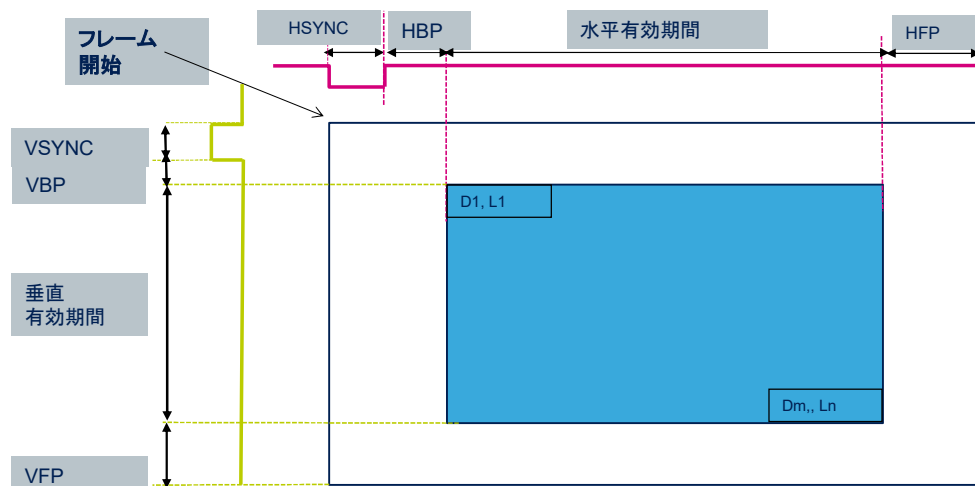 HSYNC
HBP
水平有効期間
HFP
フレーム
開始
VSYNC
VBP
D1, L1
垂直
有効期間
Dm,, Ln
VFP